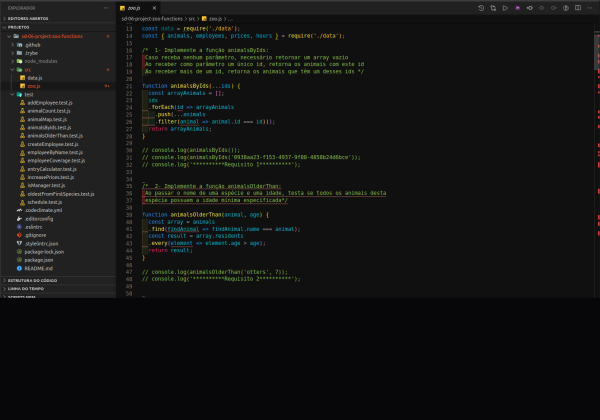 EXPLORADOR
EDITORES ABERTOS
PROJETOS
sd-06-project-zoo-functions
.github
.trybe
node_modules
src
data.js
zoo.js
9+
test
addEmployee.test.js
animalCount.test.js
animalMap.test.js
animalsByIds.test.js
animalsOlderThan.test.js
createEmployee.test.js
employeeByName.test.js
employeeCoverage.test.js
entryCalculator.test.js
increasePrices.test.js
isManager.test.js
oldestFromFirstSpecies.test.js
schedule.test.js
.codeclimate.yml
.editorconfig
.eslintrc
.gitignore
.stylelintrc.json
package-lock.json
package.json
README.md
ESTRUTURA DO CÓDIGO
LINHA DO TEMPO
SCRIPTS NPM
zoo.js
sd-06-project-zoo-functions > src > zoo.js > ...
13 const data = require('./data');
14 const { animals, employees, prices, hours } = require('./data');
15
16 /* 1- Implemente a função animalsByIds:
17 Caso receba nenhum parâmetro, necessário retornar um array vazio
18 Ao receber como parâmetro um único id, retorna os animais com este id
19 Ao receber mais de um id, retorna os animais que têm um desses ids */
20
21 function animalsByIds(...ids) {
22 const arrayAnimals = [];
23 ids
24 .forEach(id => arrayAnimals
25 .push(...animals
26 .filter(animal => animal.id === id)));
27 return arrayAnimals;
28 }
29
30 // console.log(animalsByIds());
31 // console.log(animalsByIds('0938aa23-f153-4937-9f88-4858b24d6bce'));
32 // console.log('**********Requisito 1**********');
33
34
35 /* 2- Implemente a função animalsOlderThan:
36 Ao passar o nome de uma espécie e uma idade, testa se todos os animais desta
37 espécie possuem a idade mínima especificada*/
38
39 function animalsOlderThan(animal, age) {
40 const array = animals
41 .find(findAnimal => findAnimal.name === animal);
42 const result = array.residents
43 .every(element => element.age > age);
44 return result;
45 }
46
47 // console.log(animalsOlderThan('otters', 7));
48 // console.log('**********Requisito 2**********');
49
50